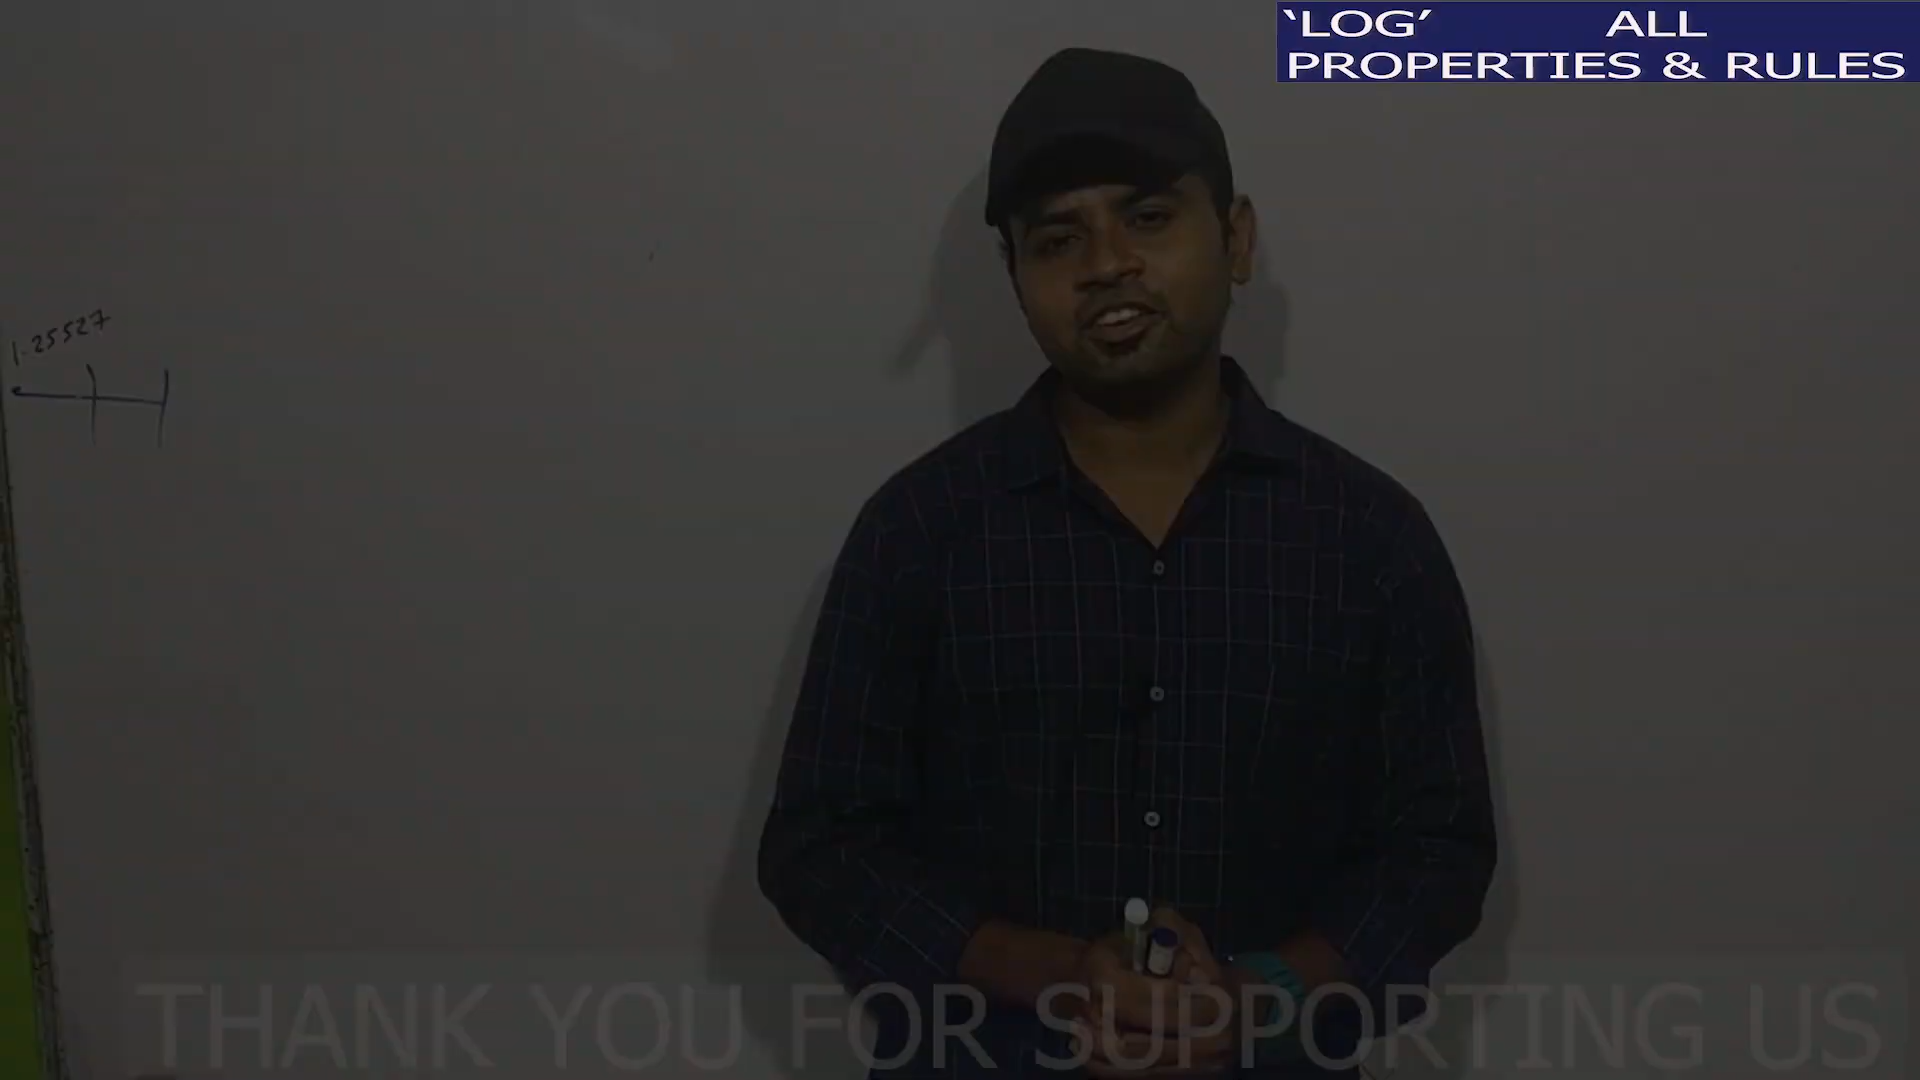 ‘LOG’ ALL
PROPERTIES & RULES
1.25527
THANK YOU FOR SUPPORTING US